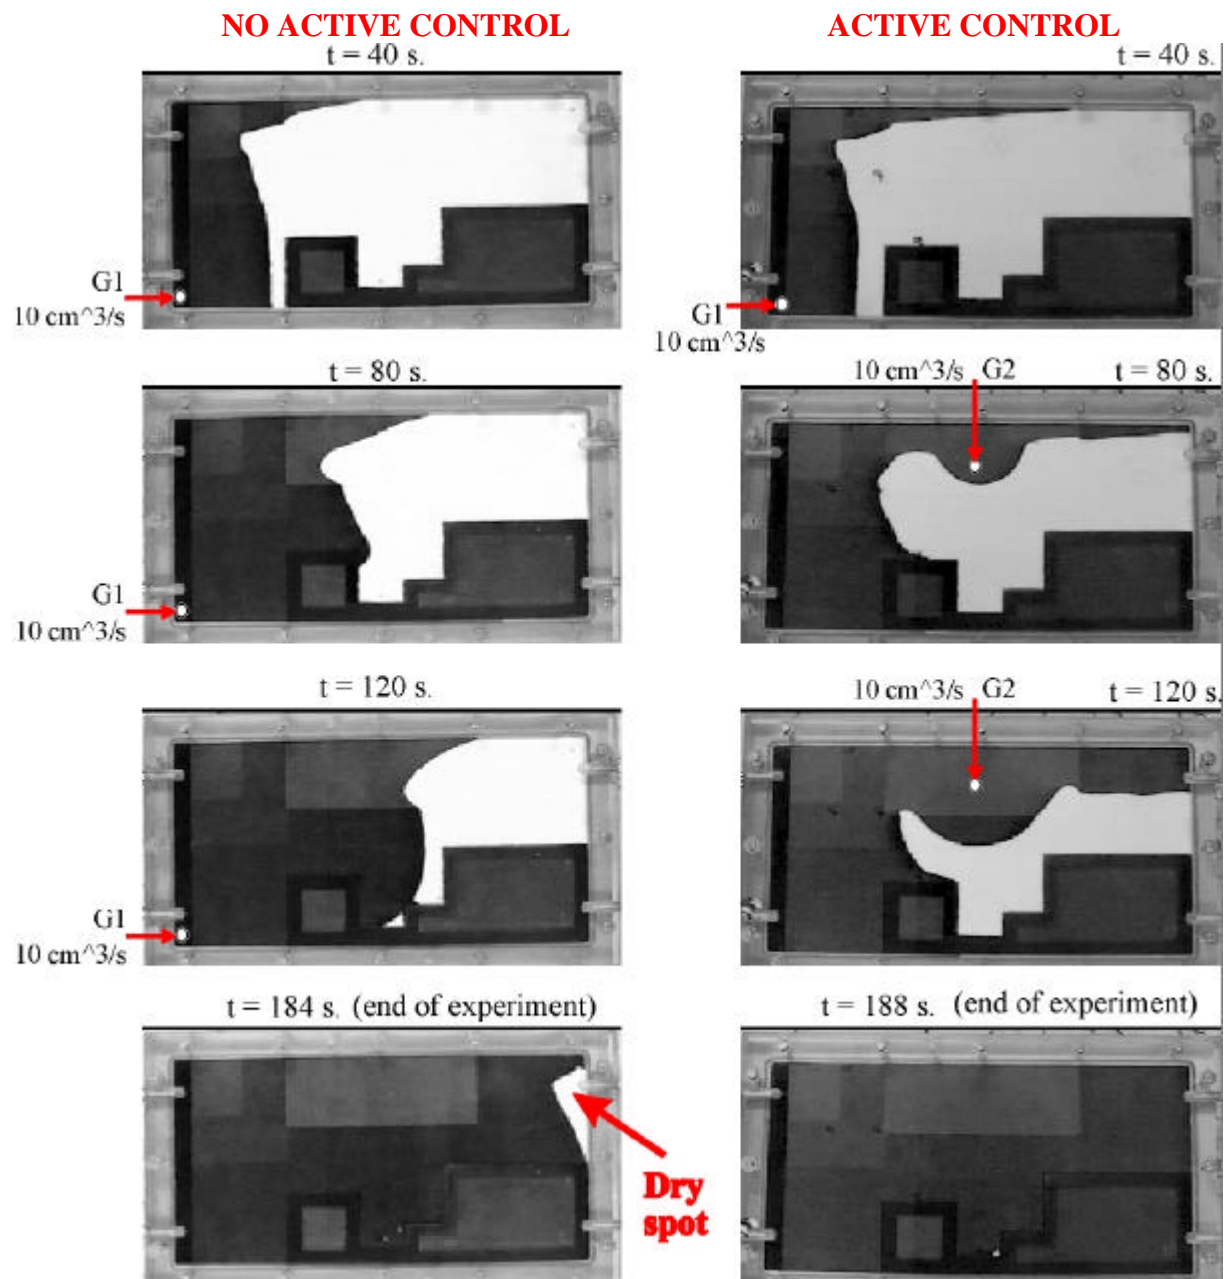 NO ACTIVE CONTROL
ACTIVE CONTROL
t = 40 s.
t = 40 s.
G1
10 cm^3/s
G1
10 cm^3/s
t = 80 s.
10 cm^3/s G2
t = 80 s.
G1
10 cm^3/s
t = 120 s.
10 cm^3/s G2
t = 120 s.
G1
10 cm^3/s
t = 184 s. (end of experiment)
t = 188 s. (end of experiment)
Dry
spot